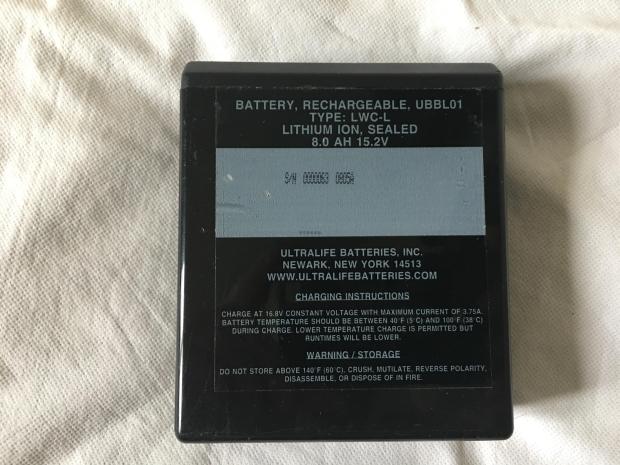 BATTERY, RECHARGEABLE, UBBL01
TYPE: LWC-L
LITHIUM ION, SEALED
8.0 AH 15.2V
S/N 0000063 0805A
ULTRALIFE BATTERIES, INC.
NEWARK, NEW YORK 14513
WWW.ULTRALIFEBATTERIES.COM
CHARGING INSTRUCTIONS
CHARGE AT 16.8V CONSTANT VOLTAGE WITH MAXIMUM CURRENT OF 3.75A.
BATTERY TEMPERATURE SHOULD BE BETWEEN 40°F (5°C) AND 100°F (38°C)
DURING CHARGE. LOWER TEMPERATURE CHARGE IS PERMITTED BUT
RUNTIMES WILL BE LOWER.
WARNING / STORAGE
DO NOT STORE ABOVE 140°F (60°C), CRUSH, MUTILATE, REVERSE POLARITY,
DISASSEMBLE, OR DISPOSE OF IN FIRE.